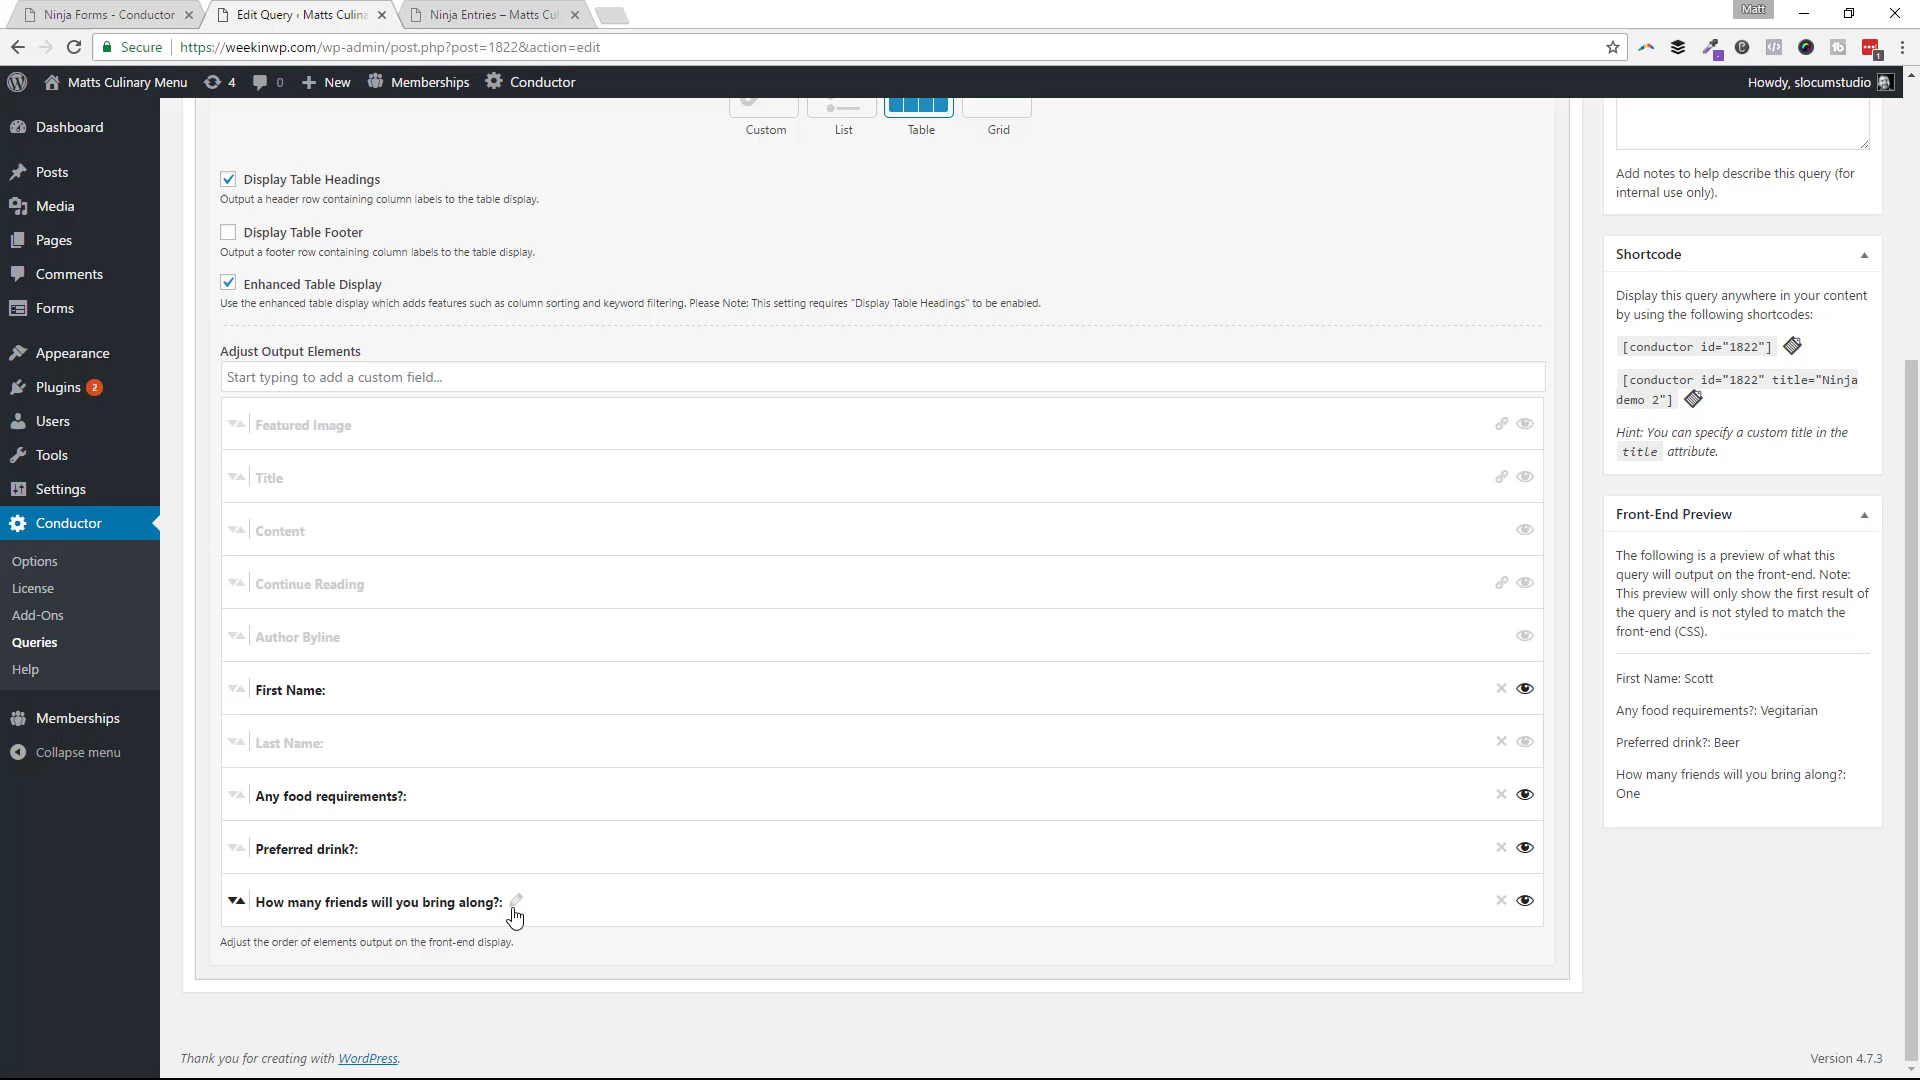 Ninja Forms - Conductor
Edit Query ‹ Matts Culina
Ninja Entries – Matts Cul
Matt
Secure
https://weekinwp.com/wp-admin/post.php?post=1822&action=edit
1
Matts Culinary Menu
4
0
New
Memberships
Conductor
Howdy, slocumstudio
Dashboard
Posts
Media
Pages
Comments
Forms
Appearance
Plugins 2
Users
Tools
Settings
Conductor
Options
License
Add-Ons
Queries
Help
Memberships
Collapse menu
Custom
List
Table
Grid
Display Table Headings
Output a header row containing column labels to the table display.
Display Table Footer
Output a footer row containing column labels to the table display.
Enhanced Table Display
Use the enhanced table display which adds features such as column sorting and keyword filtering. Please Note: This setting requires "Display Table Headings" to be enabled.
Adjust Output Elements
Start typing to add a custom field...
Featured Image
Title
Content
Continue Reading
Author Byline
First Name:
Last Name:
Any food requirements?:
Preferred drink?:
How many friends will you bring along?:
Adjust the order of elements output on the front-end display.
Add notes to help describe this query (for
internal use only).
Shortcode
Display this query anywhere in your content
by using the following shortcodes:
[conductor id="1822"]
[conductor id="1822" title="Ninja
demo 2"]
Hint: You can specify a custom title in the
title attribute.
Front-End Preview
The following is a preview of what this
query will output on the front-end. Note:
This preview will only show the first result of
the query and is not styled to match the
front-end (CSS).
First Name: Scott
Any food requirements?: Vegitarian
Preferred drink?: Beer
How many friends will you bring along?:
One
Thank you for creating with WordPress.
Version 4.7.3